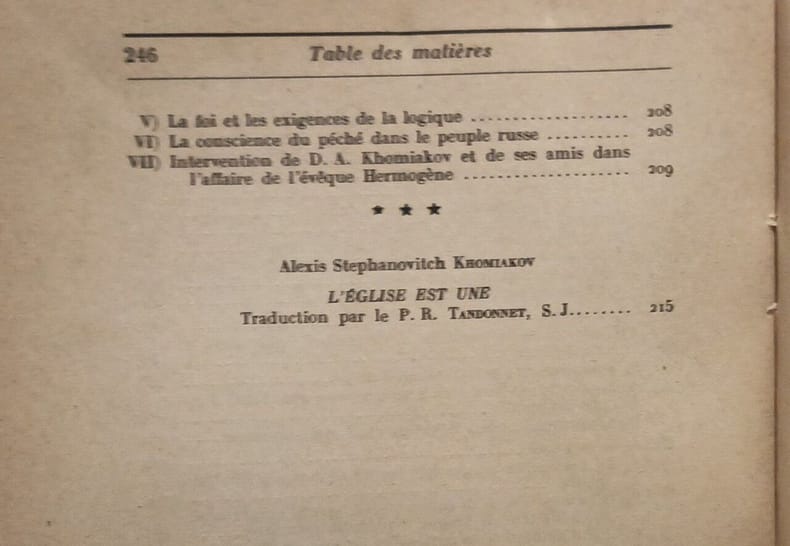 246 Table des matières
V) La foi et les exigences de la logique ................... 208
VI) La conscience du péché dans le peuple russe .......... 208
VII) Intervention de D. A. Khomiakov et de ses amis dans
l'affaire de l'évêque Hermogène .................... 209
★ ★ ★
Alexis Stephanovitch KHOMIAKOV
L'ÉGLISE EST UNE
Traduction par le P. R. TANDONNET, S. J........ 215